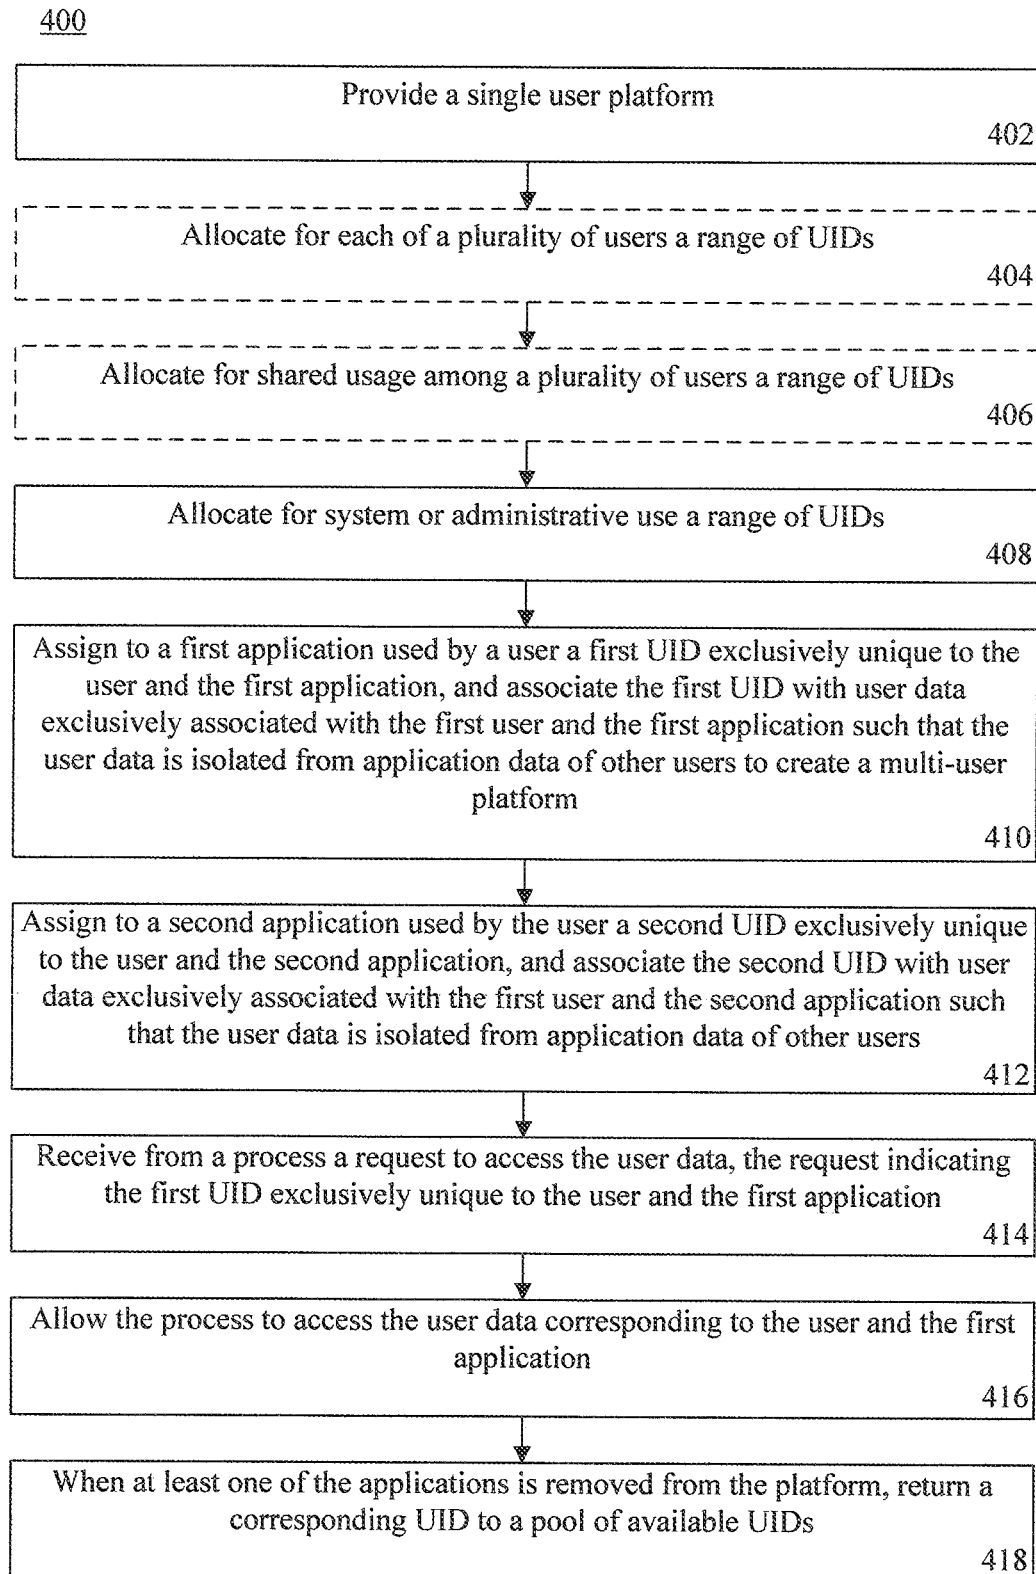 400
Provide a single user platform
402
Allocate for each of a plurality of users a range of UIDs
404
Allocate for shared usage among a plurality of users a range of UIDs
406
Allocate for system or administrative use a range of UIDs
408
Assign to a first application used by a user a first UID exclusively unique to the
user and the first application, and associate the first UID with user data
exclusively associated with the first user and the first application such that the
user data is isolated from application data of other users to create a multi-user
platform
410
Assign to a second application used by the user a second UID exclusively unique
to the user and the second application, and associate the second UID with user
data exclusively associated with the first user and the second application such
that the user data is isolated from application data of other users
412
Receive from a process a request to access the user data, the request indicating
the first UID exclusively unique to the user and the first application
414
Allow the process to access the user data corresponding to the user and the first
application
416
When at least one of the applications is removed from the platform, return a
corresponding UID to a pool of available UIDs
418